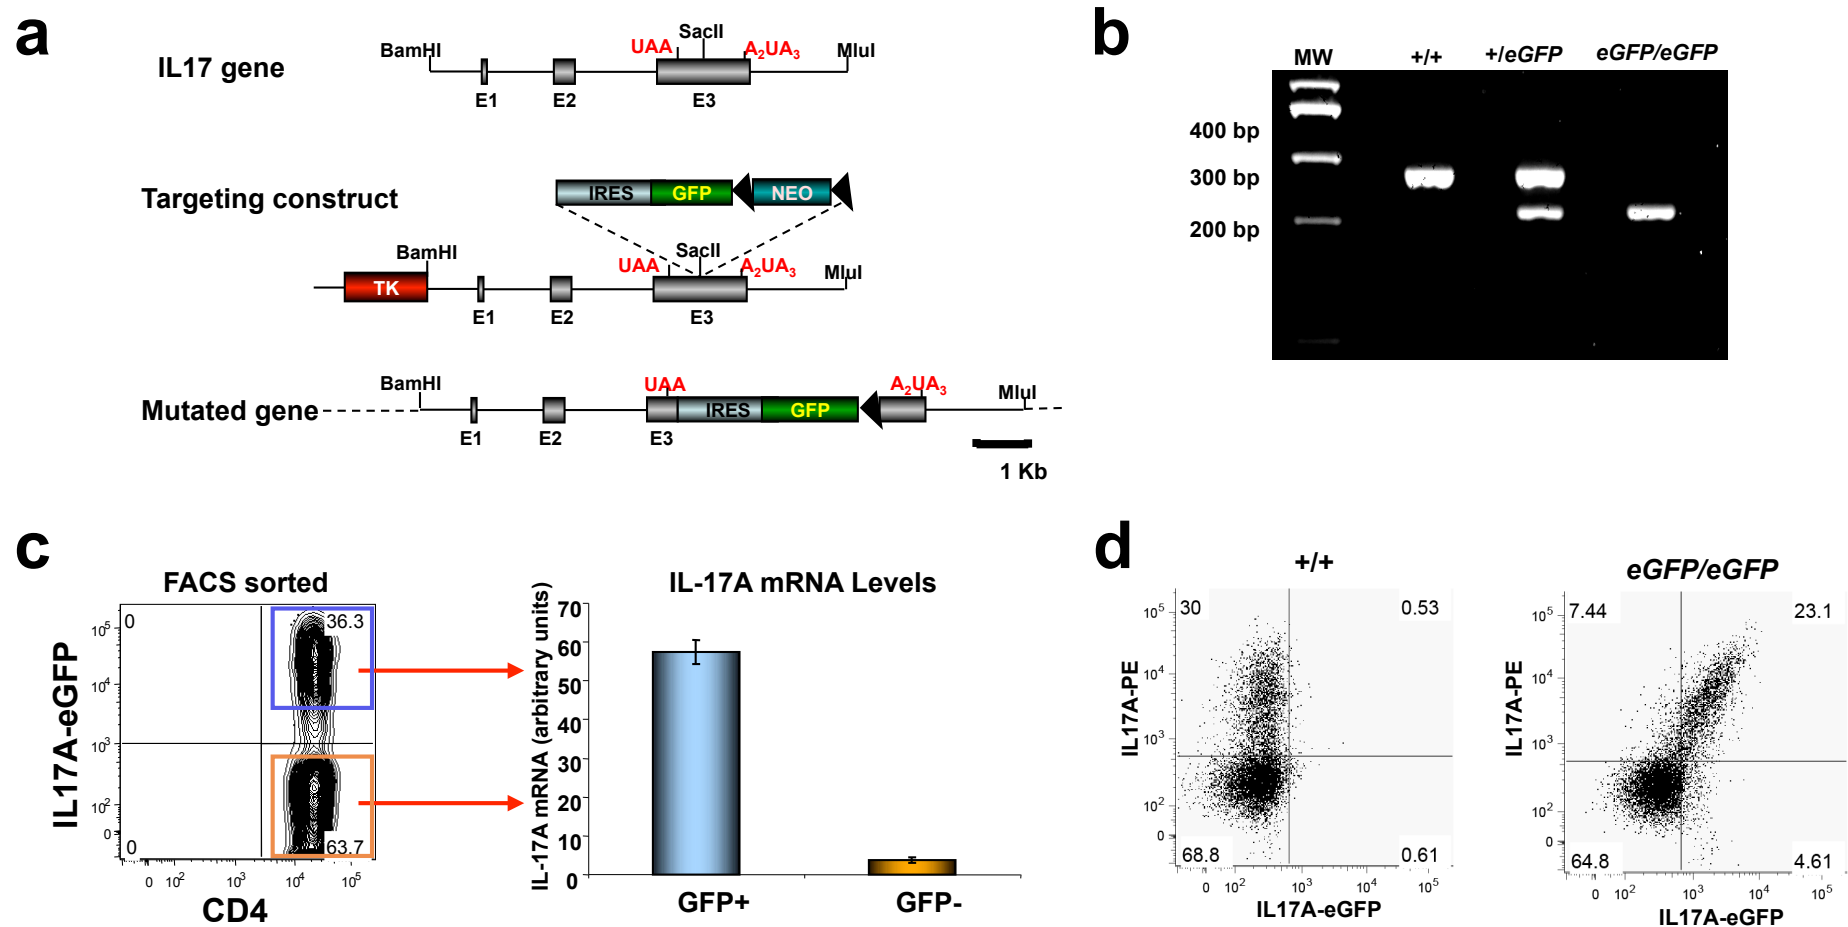 a
IL17 gene
BamHI
UAA
SacII
A2UA3
MluI
E1
E2
E3
Targeting construct
IRES
GFP
NEO
BamHI
UAA
SacII
A2UA3
MluI
TK
E1
E2
E3
Mutated gene
BamHI
UAA
A2UA3
MluI
IRES
GFP
E1
E2
E3
1 Kb
b
MW
+/+
+/eGFP
eGFP/eGFP
400 bp
300 bp
200 bp
c
FACS sorted
IL17A-eGFP
10^5
10^4
10^3
10^2
0
0
36.3
0
63.7
0
10^2
10^3
10^4
10^5
CD4
IL-17A mRNA Levels
IL-17A mRNA (arbitrary units)
70
60
50
40
30
20
10
0
GFP+
GFP-
d
+/+
IL17A-PE
10^5
10^4
10^3
10^2
0
30
0.53
68.8
0.61
0
10^2
10^3
10^4
10^5
IL17A-eGFP
eGFP/eGFP
IL17A-PE
10^5
10^4
10^3
10^2
0
7.44
23.1
64.8
4.61
0
10^2
10^3
10^4
10^5
IL17A-eGFP